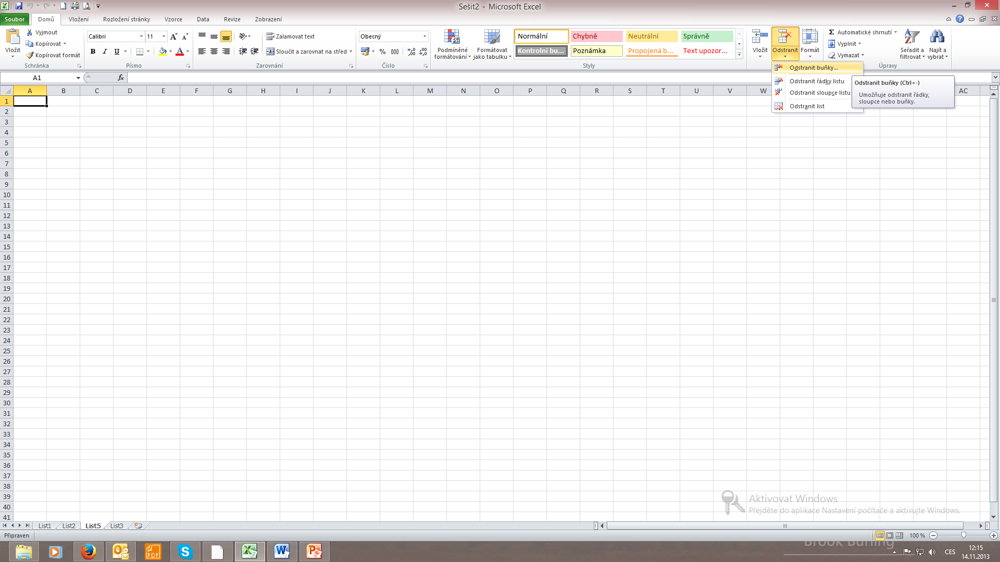 Sešit2 - Microsoft Excel
Soubor Domů Vložení Rozložení stránky Vzorce Data Revize Zobrazení
Vložit
Vyjmout
Kopírovat
Kopírovat formát
Schránka
Calibri 11
B I U
Písmo
Zalamovat text
Sloučit a zarovnat na střed
Zarovnání
Obecný
% 000
Číslo
Podmíněné formátování
Formátovat jako tabulku
Normální Chybně Neutrální Správně
Kontrolní bu... Poznámka Propojená b... Text upozor...
Styly
Vložit Odstranit Formát
Σ Automatické shrnutí
Vyplnit
Vymazat
Seřadit a filtrovat
Najít a vybrat
Úpravy
Odstranit buňky...
Odstranit řádky listu
Odstranit sloupce listu
Odstranit list
Odstranit buňky (Ctrl+-)
Umožňuje odstranit řádky,
sloupce nebo buňky.
A1 fx
A B C D E F G H I J K L M N O P Q R S T U V W AC
1
2
3
4
5
6
7
8
9
10
11
12
13
14
15
16
17
18
19
20
21
22
23
24
25
26
27
28
29
30
31
32
33
34
35
36
37
38
39
40
41
Aktivovat Windows
Přejděte do aplikace Nastavení počítače a aktivujte Windows.
List1 List2 List5 List3
Připraven
100 %
CES
12:15
14.11.2013